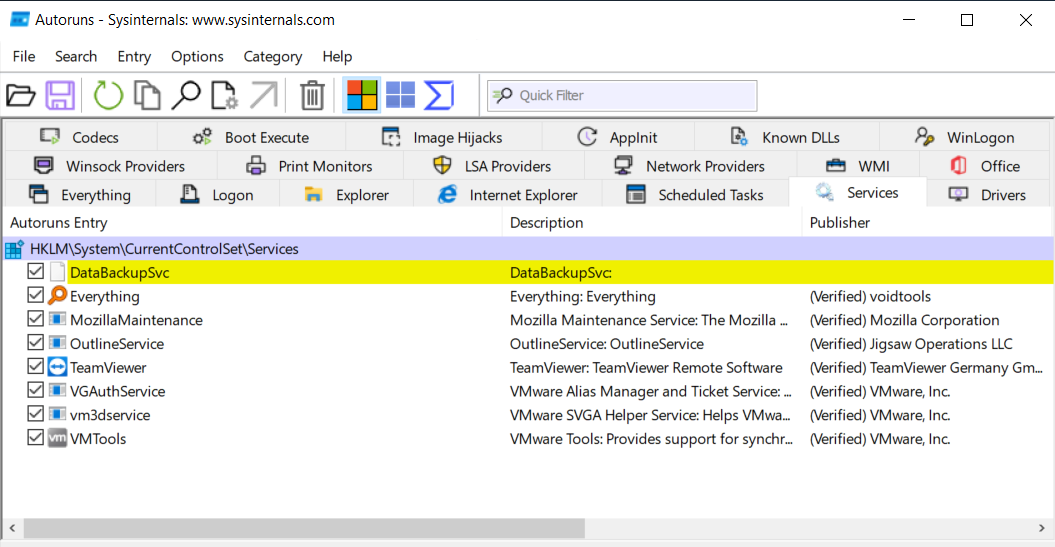 Autoruns - Sysinternals: www.sysinternals.com
File Search Entry Options Category Help
Quick Filter
Codecs Boot Execute Image Hijacks AppInit Known DLLs WinLogon
Winsock Providers Print Monitors LSA Providers Network Providers WMI Office
Everything Logon Explorer Internet Explorer Scheduled Tasks Services Drivers
Autoruns Entry Description Publisher
HKLM\System\CurrentControlSet\Services
DataBackupSvc DataBackupSvc:
Everything Everything: Everything (Verified) voidtools
MozillaMaintenance Mozilla Maintenance Service: The Mozilla ... (Verified) Mozilla Corporation
OutlineService OutlineService: OutlineService (Verified) Jigsaw Operations LLC
TeamViewer TeamViewer: TeamViewer Remote Software (Verified) TeamViewer Germany Gm...
VGAuthService VMware Alias Manager and Ticket Service: ... (Verified) VMware, Inc.
vm3dservice VMware SVGA Helper Service: Helps VMwa... (Verified) VMware, Inc.
vm VMTools VMware Tools: Provides support for synchr... (Verified) VMware, Inc.